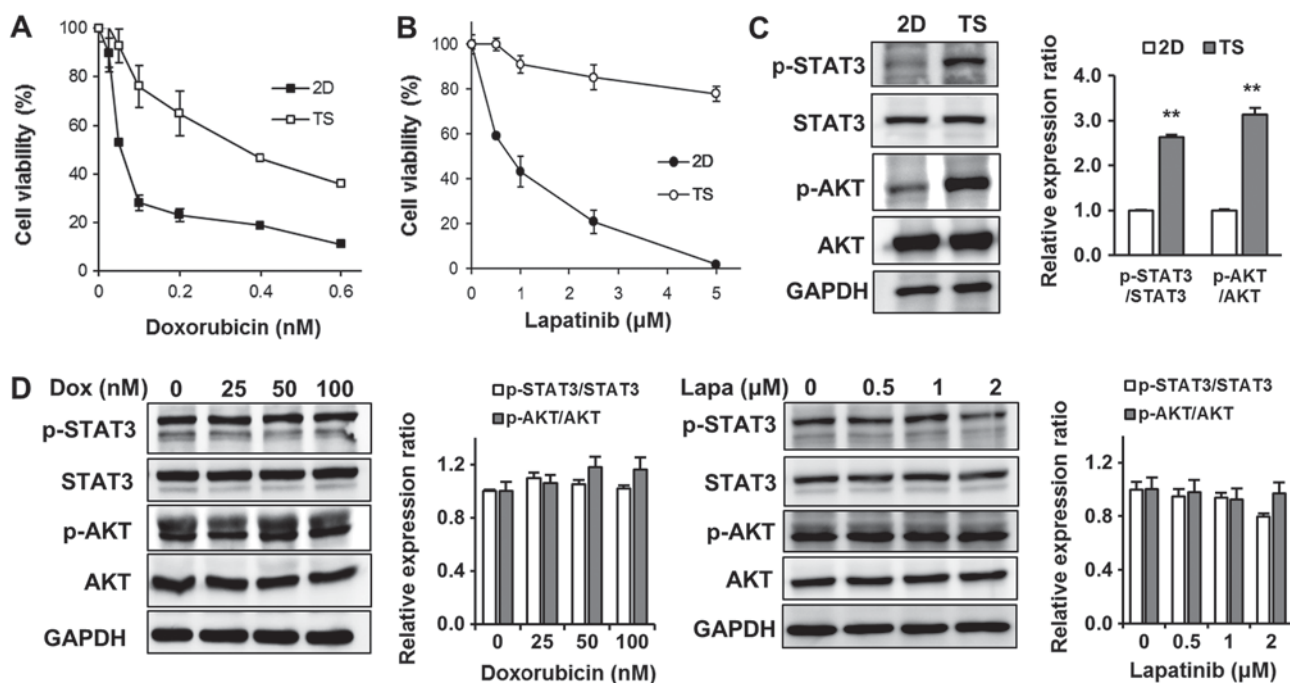 A
100
80
60
40
20
0
Cell viability (%)
2D
TS
0
0.2
0.4
0.6
Doxorubicin (nM)
B
100
80
60
40
20
0
Cell viability (%)
2D
TS
0
1
2
3
4
5
Lapatinib (µM)
C
2D TS
p-STAT3
STAT3
p-AKT
AKT
GAPDH
2D TS
Relative expression ratio
4.0
3.0
2.0
1.0
0.0
**
**
p-STAT3 p-AKT
/STAT3 /AKT
D
Dox (nM) 0 25 50 100
p-STAT3
STAT3
p-AKT
AKT
GAPDH
p-STAT3/STAT3
p-AKT/AKT
Relative expression ratio
1.2
0.8
0.4
0.0
0 25 50 100
Doxorubicin (nM)
Lapa (µM) 0 0.5 1 2
p-STAT3
STAT3
p-AKT
AKT
GAPDH
p-STAT3/STAT3
p-AKT/AKT
Relative expression ratio
1.2
0.8
0.4
0.0
0 0.5 1 2
Lapatinib (µM)